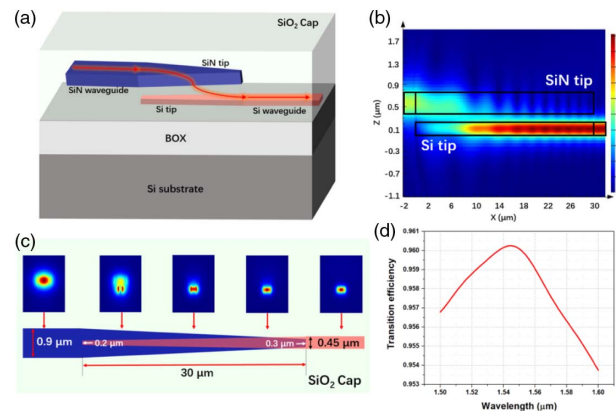 (a)
SiO2 Cap
SiN tip
SiN waveguide
Si tip
Si waveguide
BOX
Si substrate
(b)
1.7
1.3
0.9
0.5
0.1
-0.3
-0.7
-1.1
Z (μm)
SiN tip
Si tip
-2 2 6 10 14 18 22 26 30
X (μm)
(c)
0.9 μm
0.2 μm
0.3 μm
0.45 μm
30 μm
SiO2 Cap
(d)
0.961
0.960
0.959
0.958
0.957
0.956
0.955
0.954
0.953
Transition efficiency
1.50 1.52 1.54 1.56 1.58 1.60
Wavelength (μm)